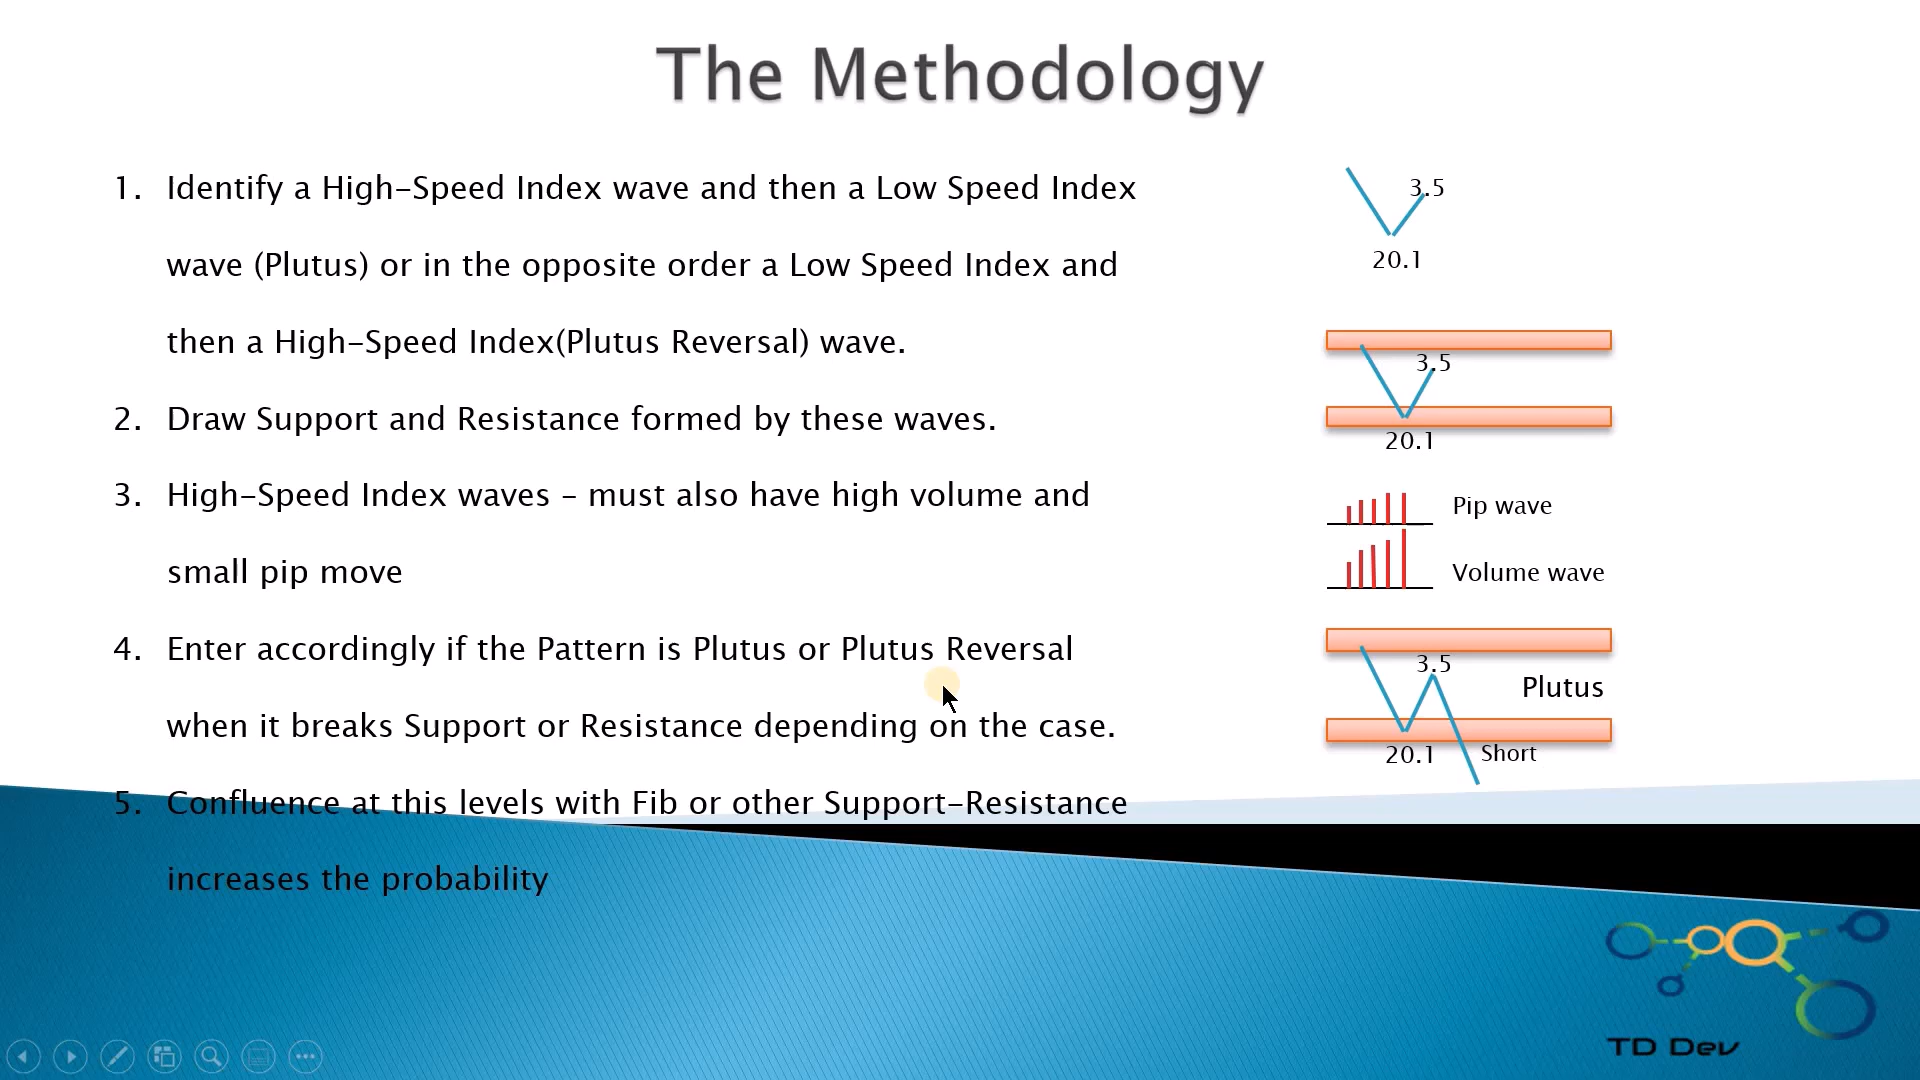 The Methodology
1. Identify a High-Speed Index wave and then a Low Speed Index
wave (Plutus) or in the opposite order a Low Speed Index and
then a High-Speed Index(Plutus Reversal) wave.
2. Draw Support and Resistance formed by these waves.
3. High-Speed Index waves – must also have high volume and
small pip move
4. Enter accordingly if the Pattern is Plutus or Plutus Reversal
when it breaks Support or Resistance depending on the case.
5. Confluence at this levels with Fib or other Support-Resistance
increases the probability
3.5
20.1
3.5
20.1
Pip wave
Volume wave
3.5
Plutus
20.1
Short
TD Dev